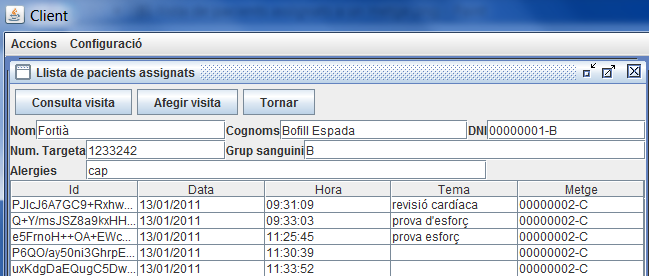 Client
Accions Configuració
Llista de pacients assignats
Consulta visita Afegir visita Tornar
Nom Fortià Cognoms Bofill Espada DNI 00000001-B
Num. Targeta 1233242 Grup sanguini B
Alergies cap
Id Data Hora Tema Metge
PJIcJ6A7GC9+Rxhw... 13/01/2011 09:31:09 revisió cardíaca 00000002-C
Q+Y/msJSZ8a9kxHH... 13/01/2011 09:33:03 prova d'esforç 00000002-C
e5FrnoH++OA+EWc... 13/01/2011 11:25:45 prova esforç 00000002-C
P6QO/ay50ni3GhrpE... 13/01/2011 11:30:39 00000002-C
uxKdgDaEQugC5Dw... 13/01/2011 11:33:52 00000002-C